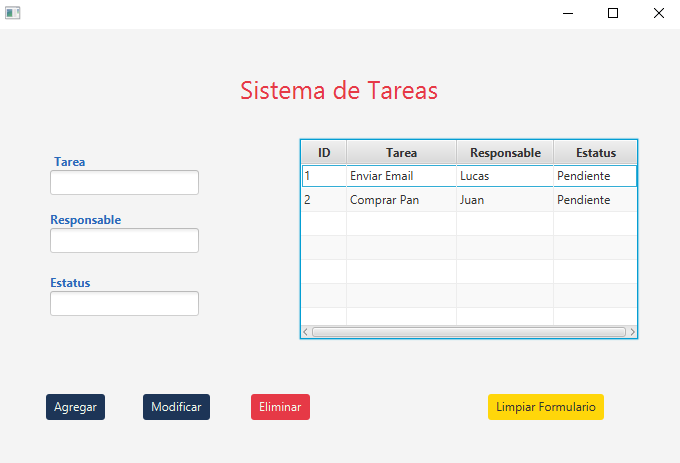 Sistema de Tareas
Tarea
Responsable
Estatus
ID Tarea Responsable Estatus
1 Enviar Email Lucas Pendiente
2 Comprar Pan Juan Pendiente
Agregar Modificar Eliminar Limpiar Formulario